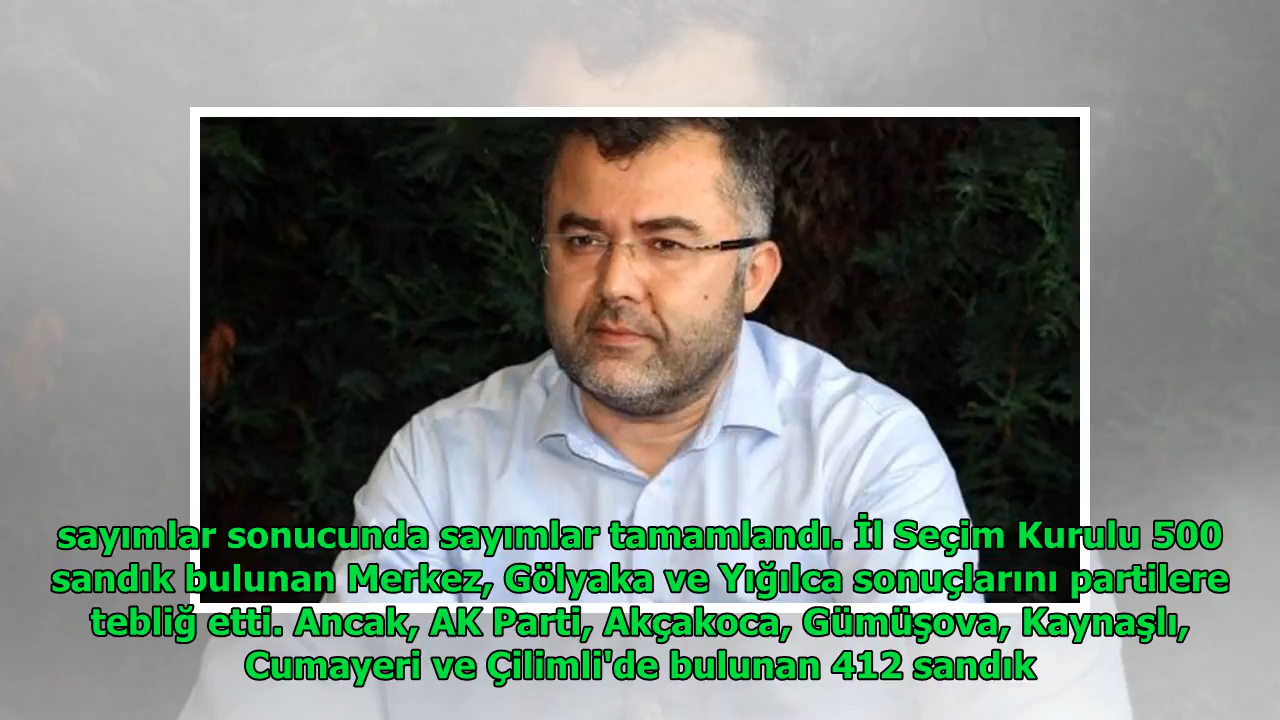 sayımlar sonucunda sayımlar tamamlandı. İl Seçim Kurulu 500
sandık bulunan Merkez, Gölyaka ve Yığılca sonuçlarını partilere
tebliğ etti. Ancak, AK Parti, Akçakoca, Gümüşova, Kaynaşlı,
Cumayeri ve Çilimli'de bulunan 412 sandık